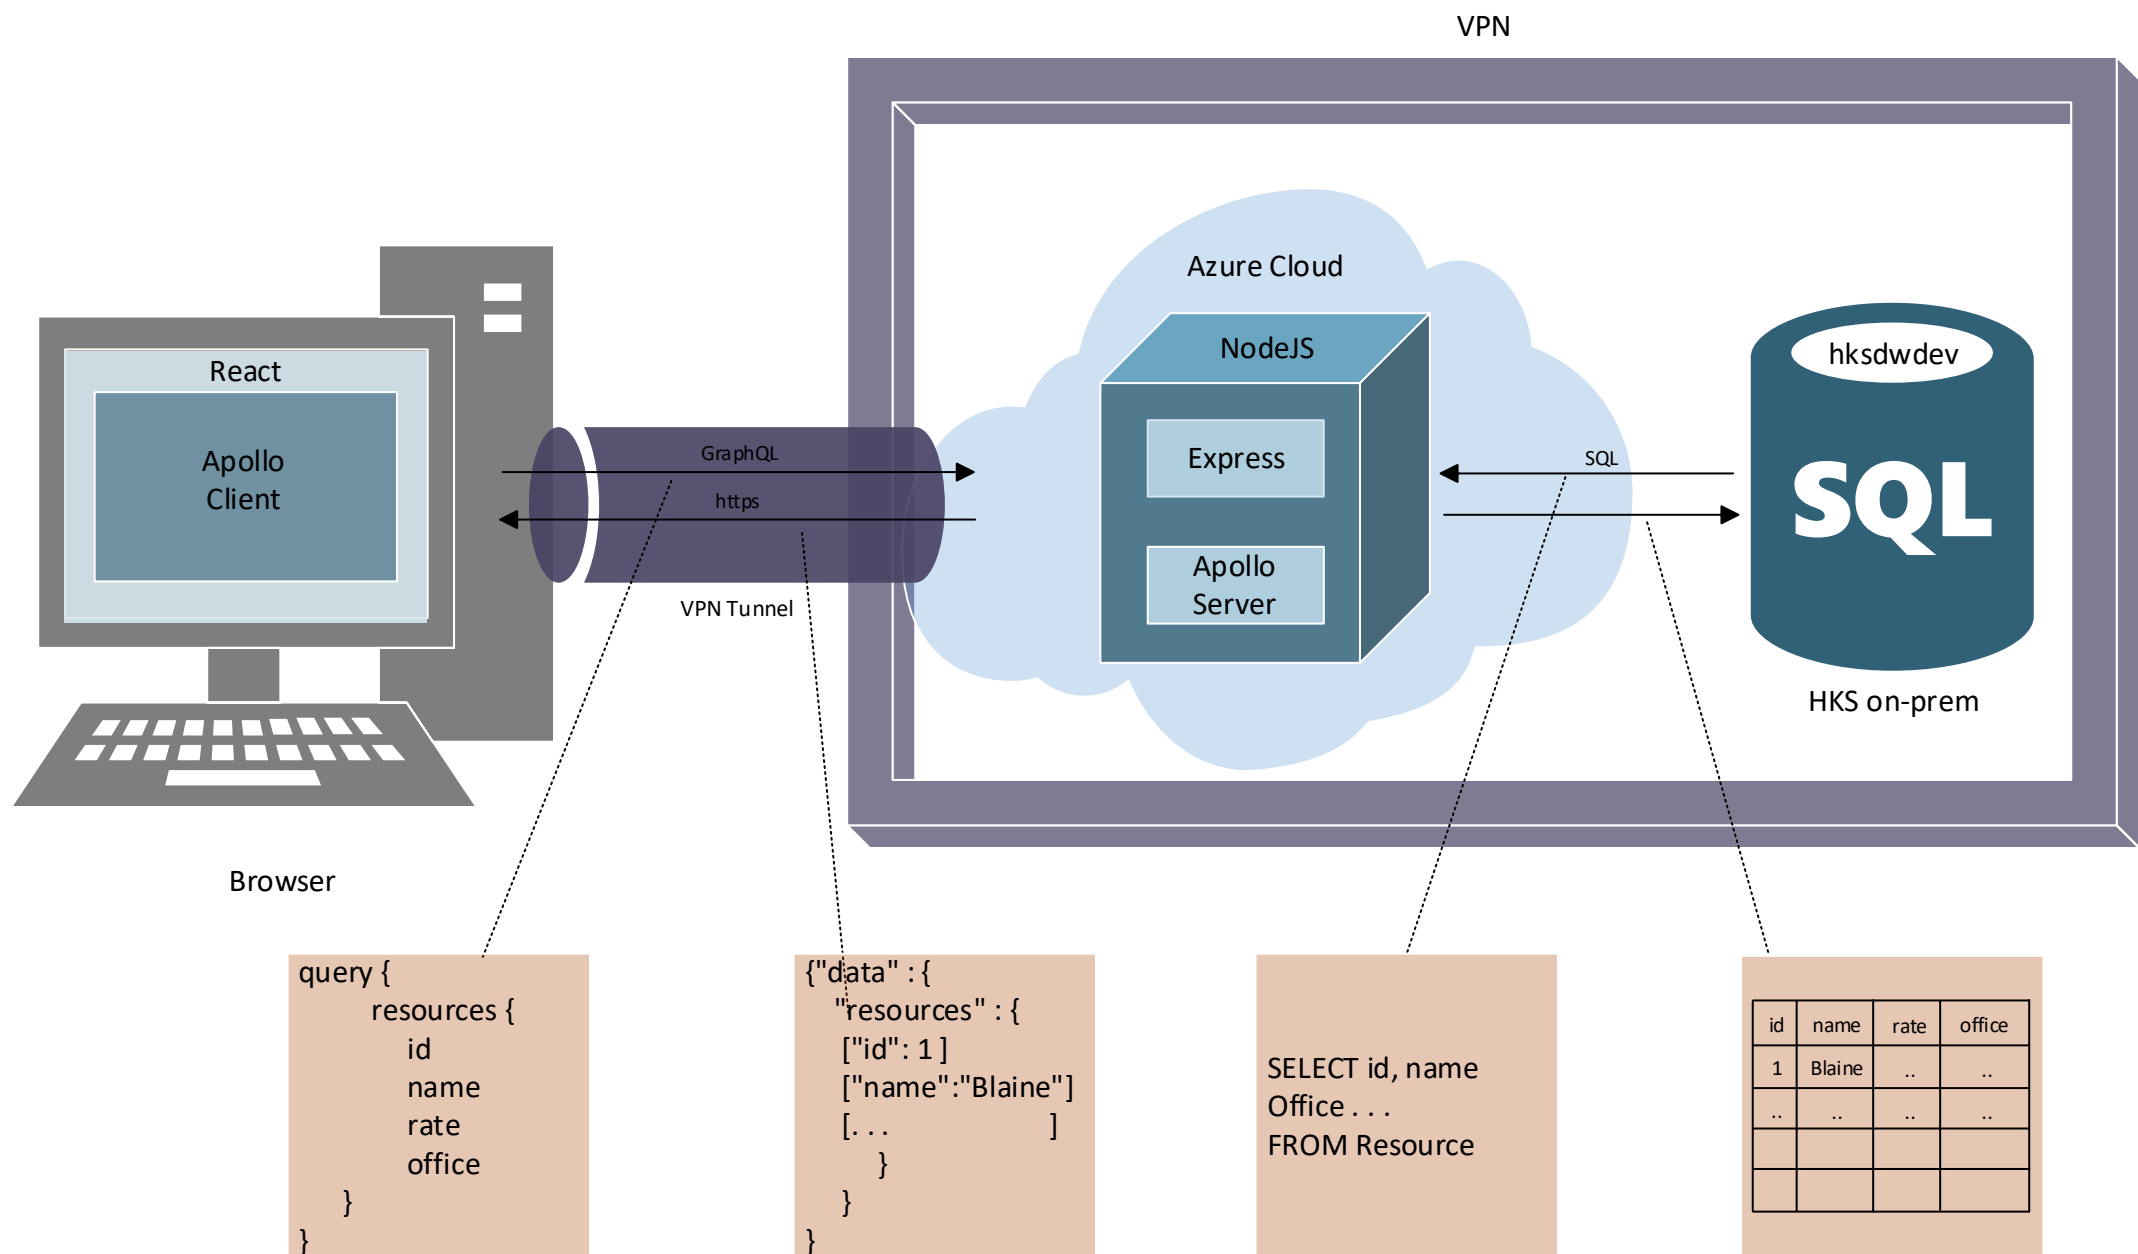 VPN
Azure Cloud
NodeJS
hksdwdev
React
Apollo
Client
GraphQL
https
Express
SQL
SQL
Apollo
Server
VPN Tunnel
HKS on-prem
Browser
query {
resources {
id
name
rate
office
}
}
{"data" : {
"resources" : {
["id": 1 ]
["name":"Blaine"]
[. . . ]
}
}
}
SELECT id, name
Office . . .
FROM Resource
id name rate office
1 Blaine .. ..
.. .. .. ..